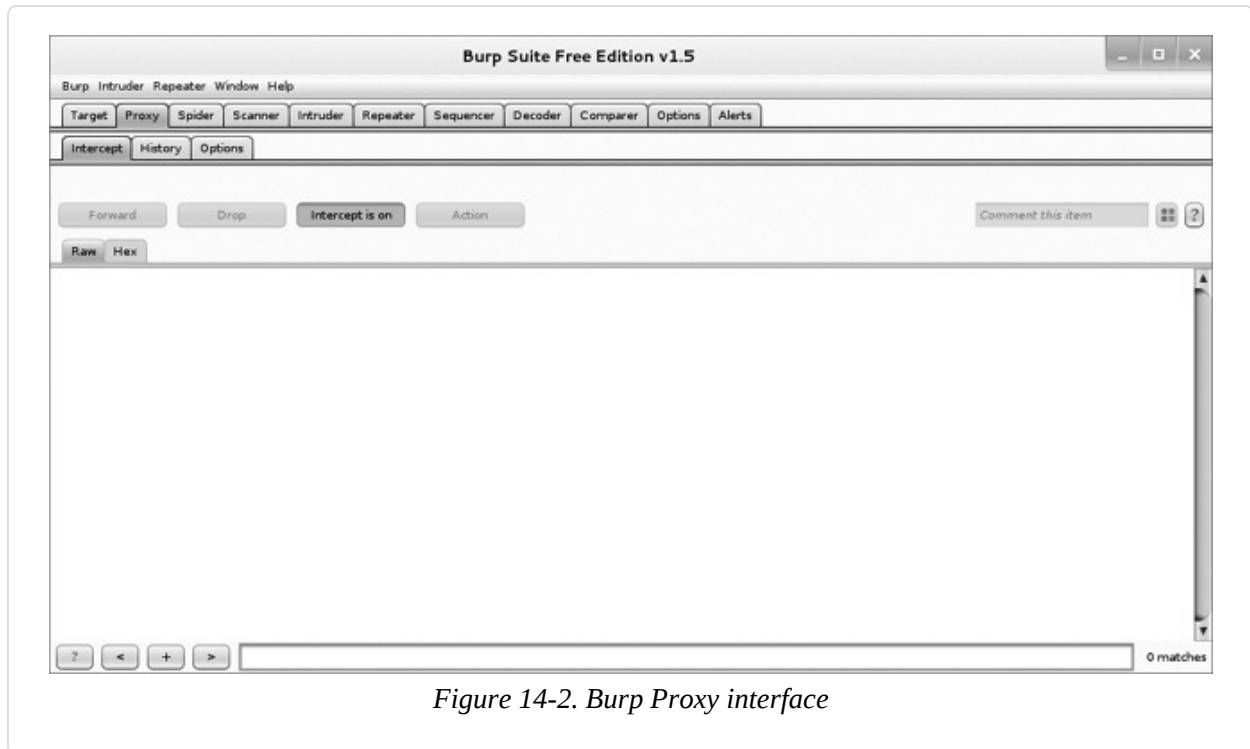 Burp Suite Free Edition v1.5
Burp Intruder Repeater Window Help
Target Proxy Spider Scanner Intruder Repeater Sequencer Decoder Comparer Options Alerts
Intercept History Options
Forward Drop Intercept is on Action Comment this item ?
Raw Hex
? < + > 0 matches
Figure 14-2. Burp Proxy interface